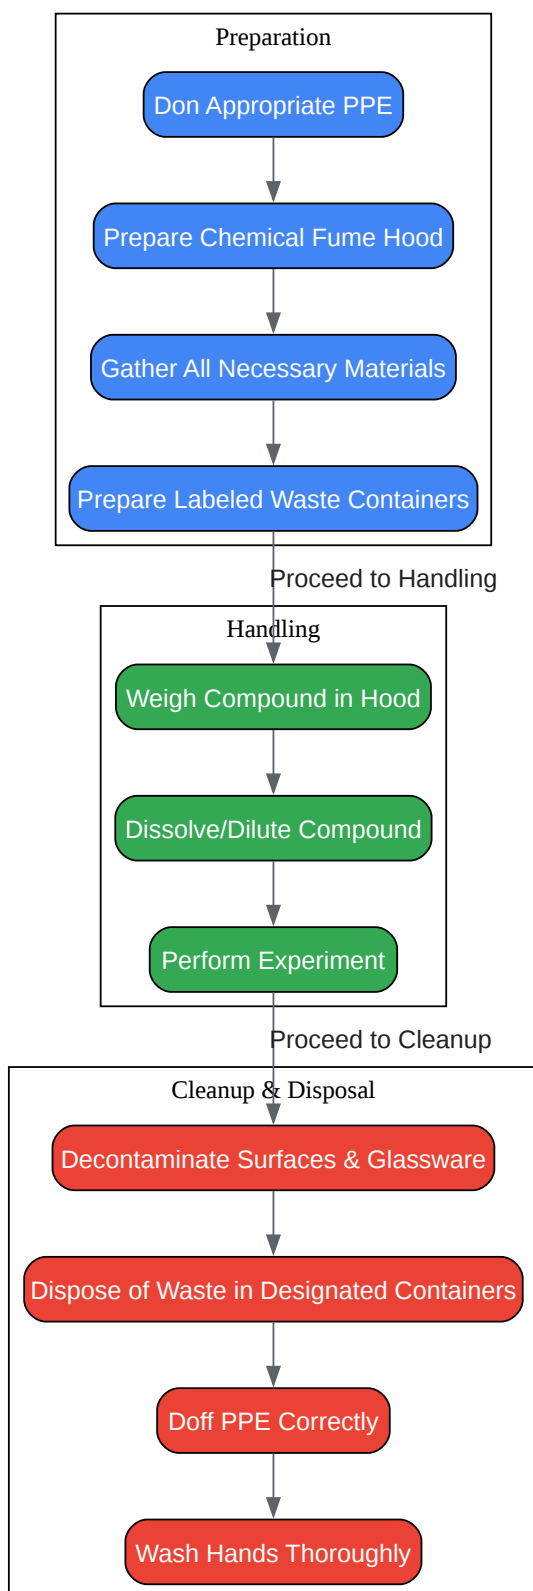 Preparation
Don Appropriate PPE
Prepare Chemical Fume Hood
Gather All Necessary Materials
Prepare Labeled Waste Containers
Proceed to Handling
Handling
Weigh Compound in Hood
Dissolve/Dilute Compound
Perform Experiment
Proceed to Cleanup
Cleanup & Disposal
Decontaminate Surfaces & Glassware
Dispose of Waste in Designated Containers
Doff PPE Correctly
Wash Hands Thoroughly